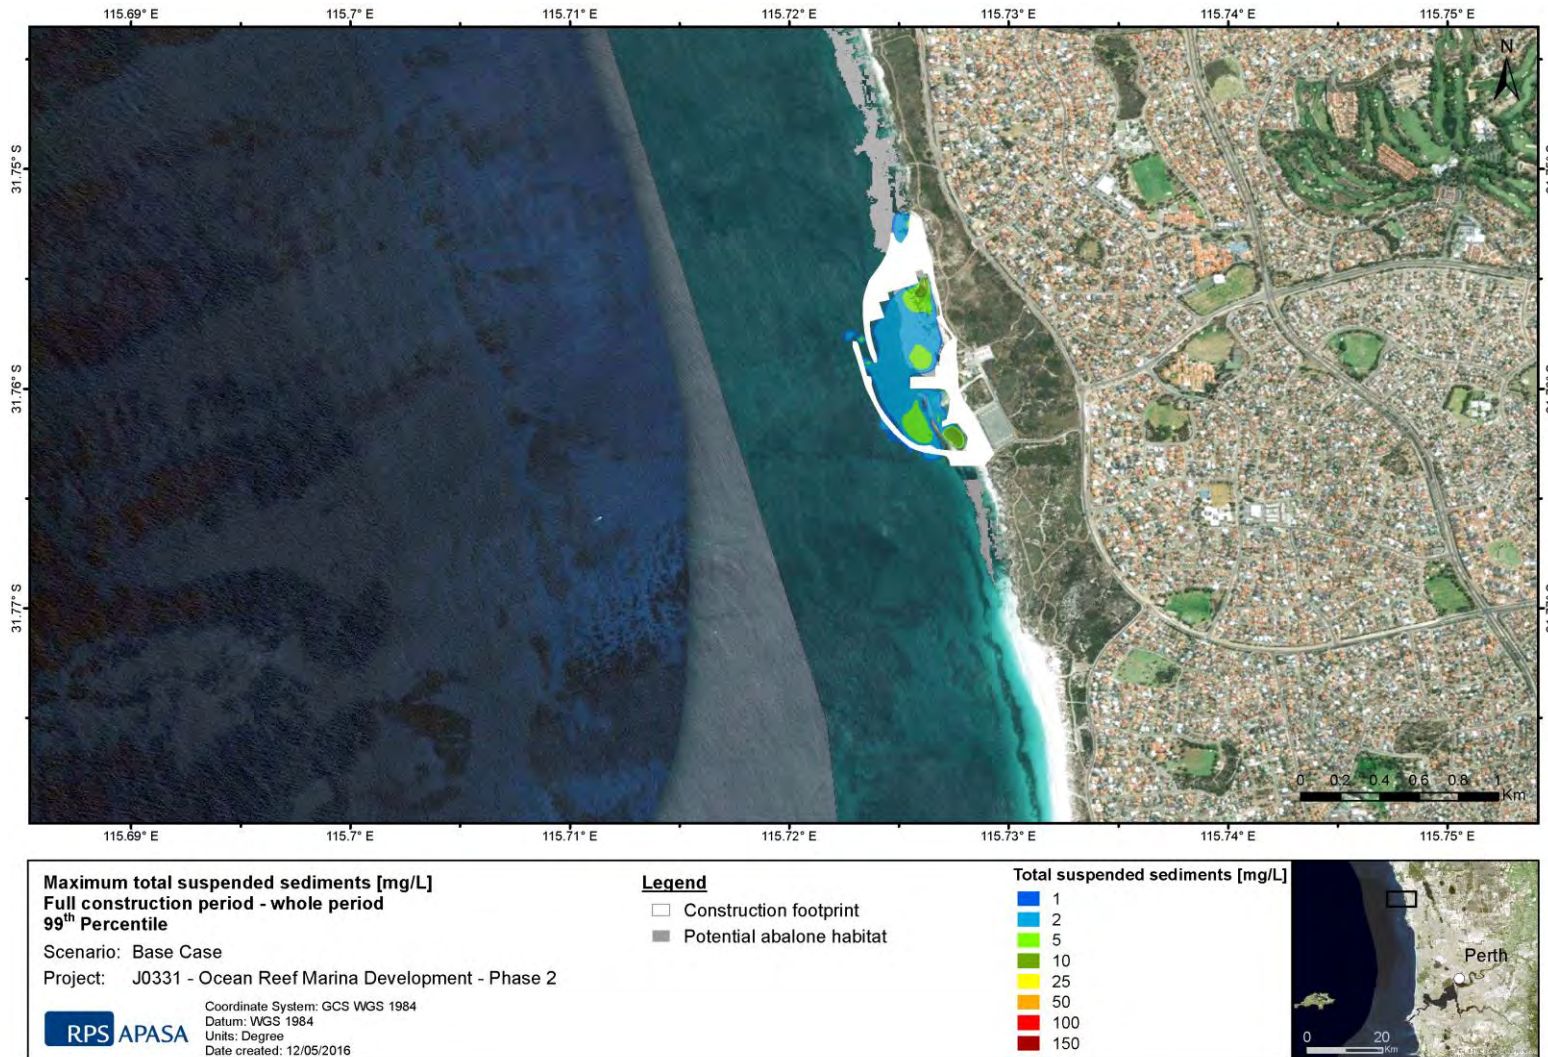 115.69° E 115.7° E 115.71° E 115.72° E 115.73° E 115.74° E 115.75° E
N
31.75° S
31.76° S
31.77° S
0 0.2 0.4 0.6 0.8 1
Km
115.69° E 115.7° E 115.71° E 115.72° E 115.73° E 115.74° E 115.75° E
Maximum total suspended sediments [mg/L]
Full construction period - whole period
99th Percentile
Scenario: Base Case
Project: J0331 - Ocean Reef Marina Development - Phase 2
RPS APASA
Coordinate System: GCS WGS 1984
Datum: WGS 1984
Units: Degree
Date created: 12/05/2016
Legend
Construction footprint
Potential abalone habitat
Total suspended sediments [mg/L]
1
2
5
10
25
50
100
150
Perth
0 20
Km